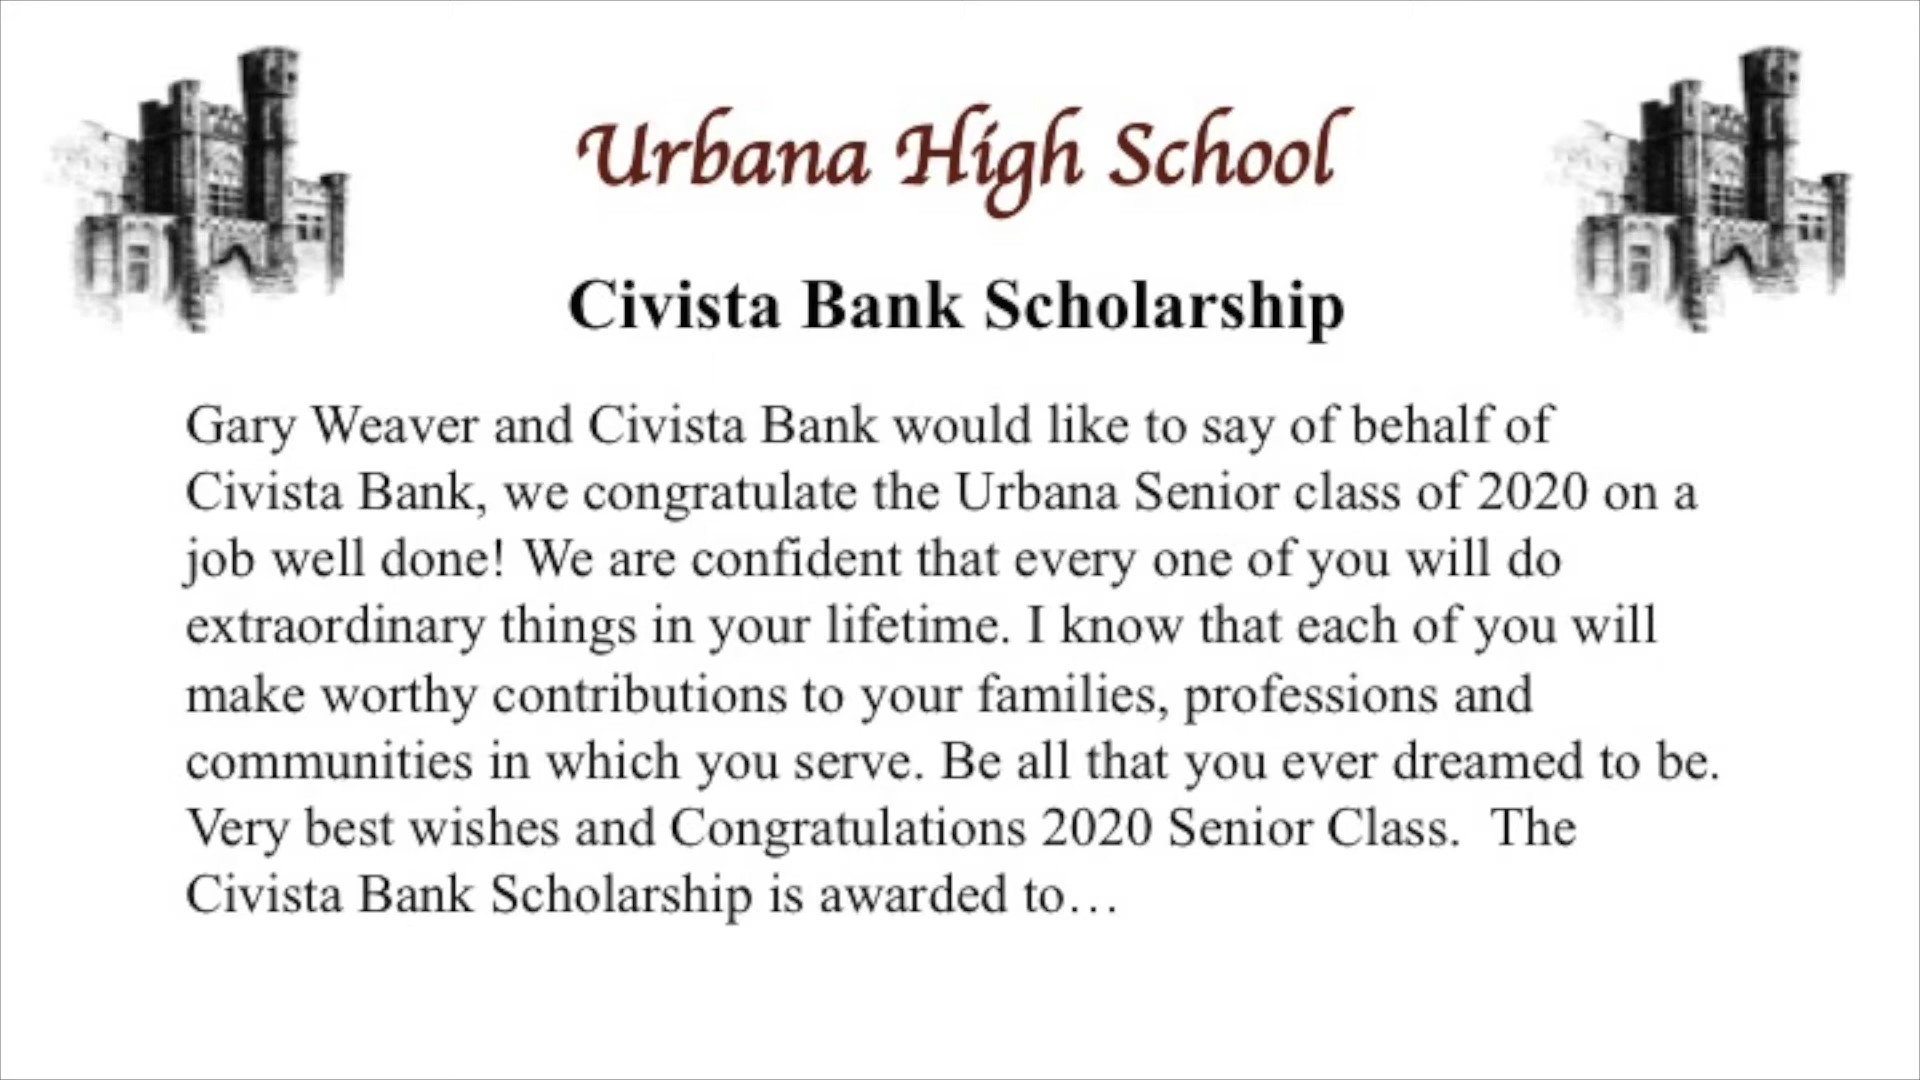 Urbana High School
Civista Bank Scholarship
Gary Weaver and Civista Bank would like to say of behalf of
Civista Bank, we congratulate the Urbana Senior class of 2020 on a
job well done! We are confident that every one of you will do
extraordinary things in your lifetime. I know that each of you will
make worthy contributions to your families, professions and
communities in which you serve. Be all that you ever dreamed to be.
Very best wishes and Congratulations 2020 Senior Class.  The
Civista Bank Scholarship is awarded to…